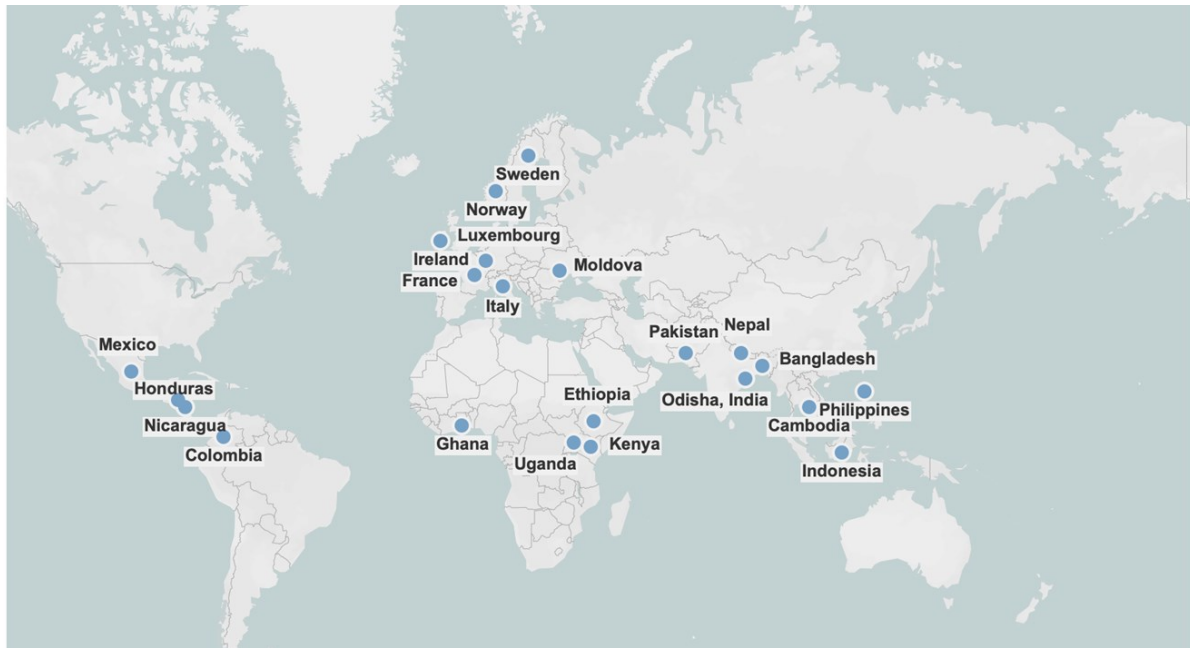 Sweden
Norway
Luxembourg
Ireland
Moldova
France
Italy
Pakistan
Nepal
Mexico
Bangladesh
Honduras
Ethiopia
Odisha, India
Philippines
Nicaragua
Cambodia
Ghana
Kenya
Colombia
Uganda
Indonesia